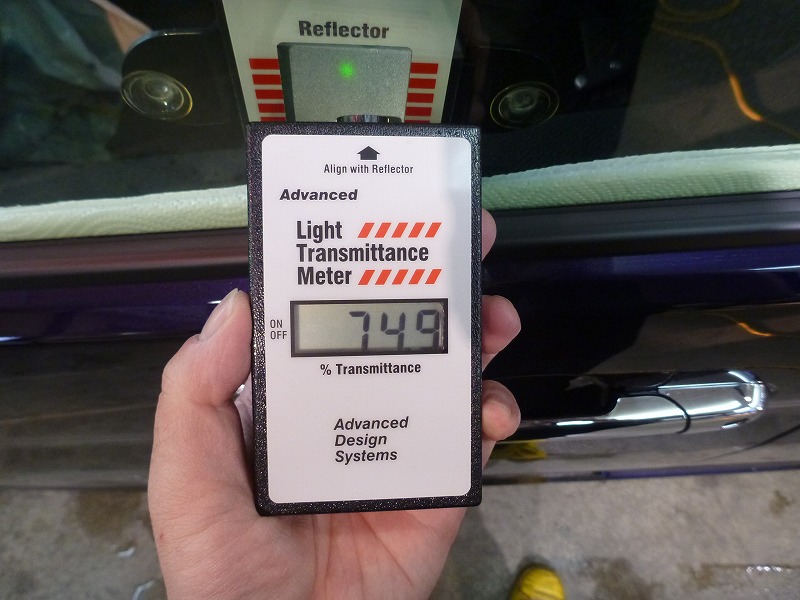 Reflector
Align with Reflector
Advanced
Light
Transmittance
Meter
ON
OFF
74.9
% Transmittance
Advanced
Design
Systems